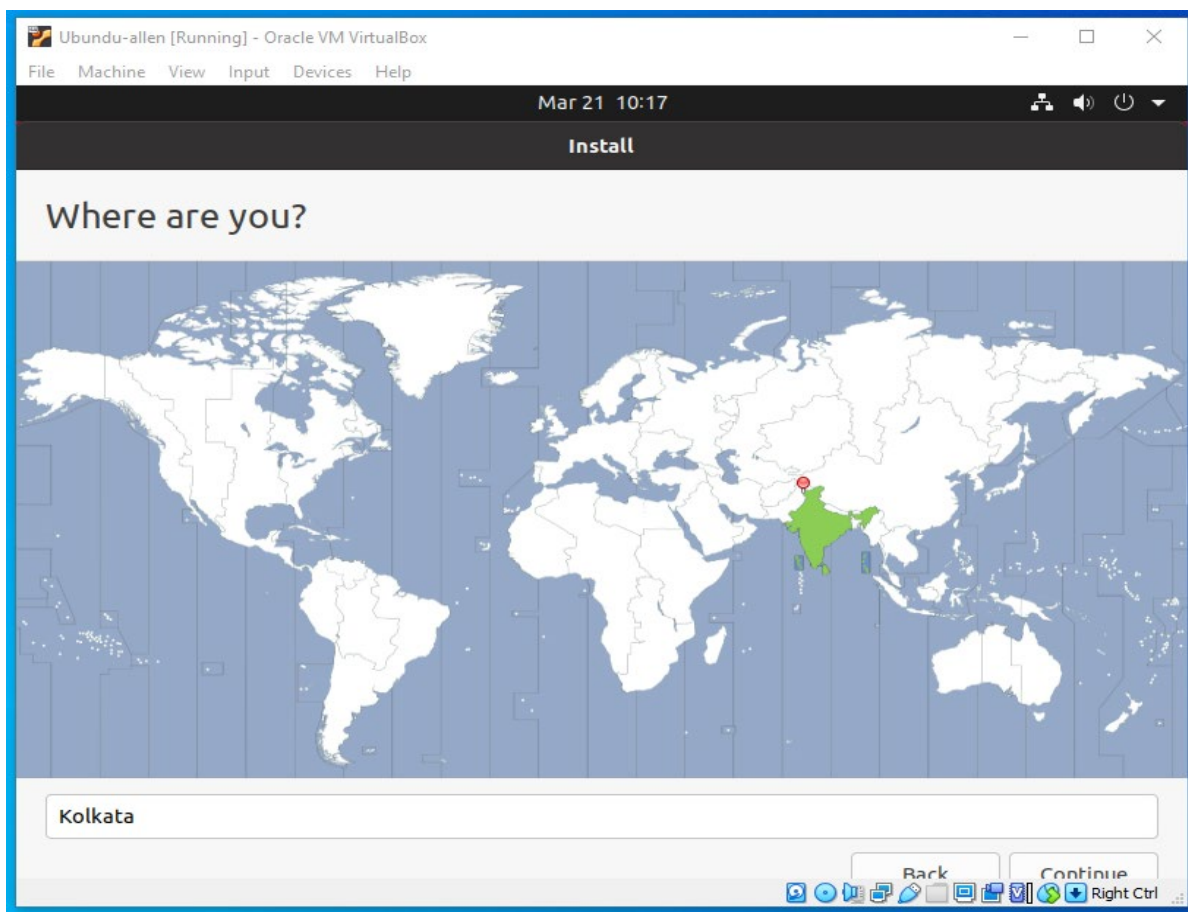 Ubundu-allen [Running] - Oracle VM VirtualBox
File Machine View Input Devices Help
Mar 21 10:17
Install
Where are you?
Kolkata
Back Continue
Right Ctrl